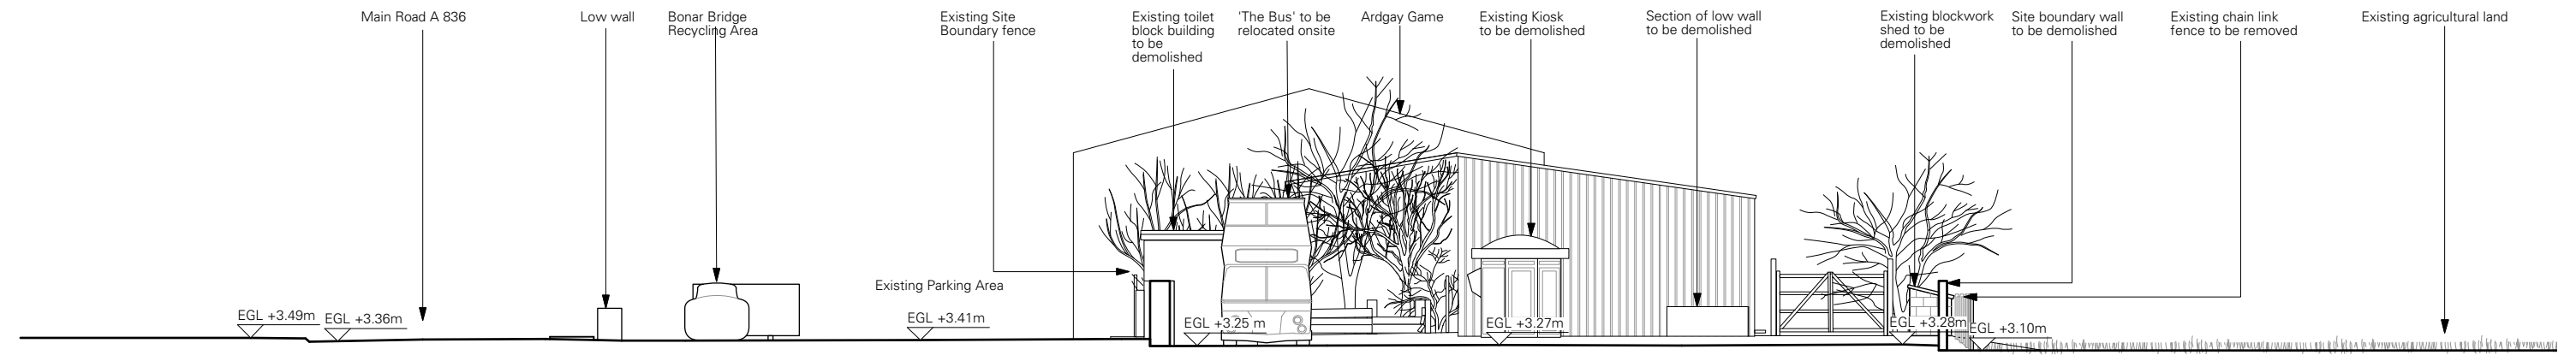 Main Road A 836
Low wall
Bonar Bridge
Recycling Area
Existing Site
Boundary fence
Existing toilet
block building
to be
demolished
'The Bus' to be
relocated onsite
Ardgay Game
Existing Kiosk
to be demolished
Section of low wall
to be demolished
Existing blockwork
shed to be
demolished
Site boundary wall
to be demolished
Existing chain link
fence to be removed
Existing agricultural land
Existing Parking Area
EGL +3.49m
EGL +3.36m
EGL +3.41m
EGL +3.25 m
EGL +3.27m
EGL +3.28m
EGL +3.10m